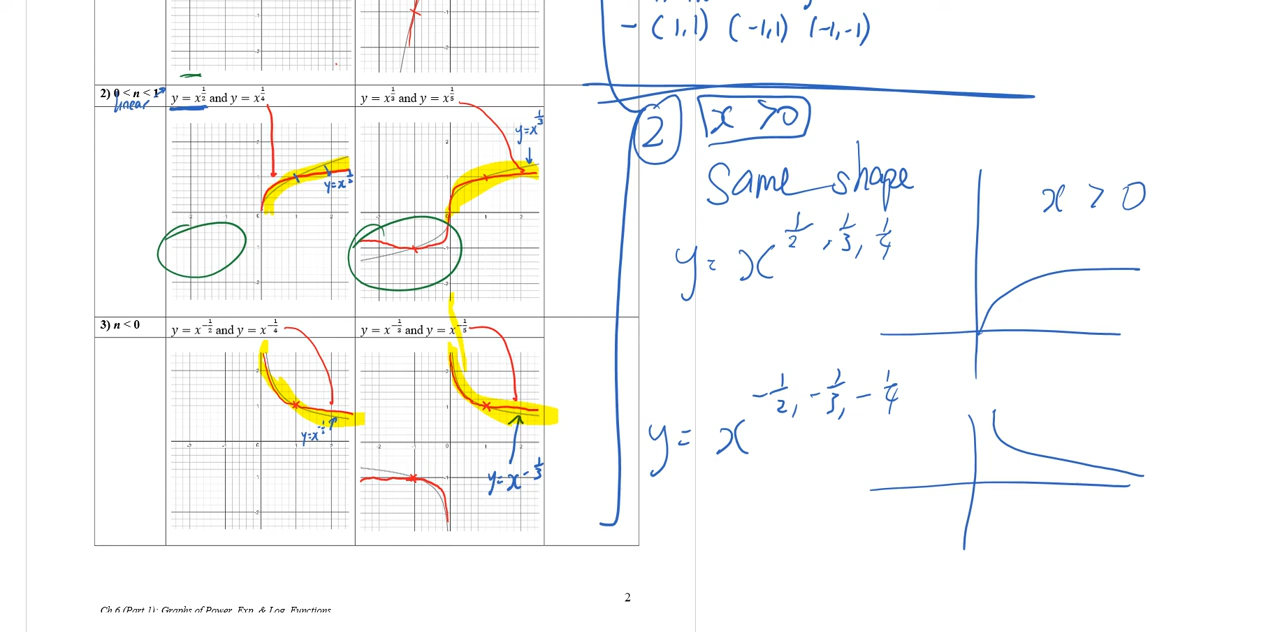 - (1,1) (-1,1) (-1,-1)
2) 0 < n < 1
linear
y = x^{1/2} and y = x^{1/4}
y = x^{1/3} and y = x^{1/5}
y=x^{1/2}
y=x^{1/3}
2 x > 0
Same shape
x > 0
y= x^{1/2, 1/3, 1/4}
3) n < 0
y = x^{-1/2} and y = x^{-1/4}
y = x^{-1/3} and y = x^{-1/5}
y=x^{-1/2}
y= x^{-1/3}
y= x^{-1/2, -1/3, -1/4}
2
Ch 6 (Part 1): Graphs of Power, Exp. & Log. Functions